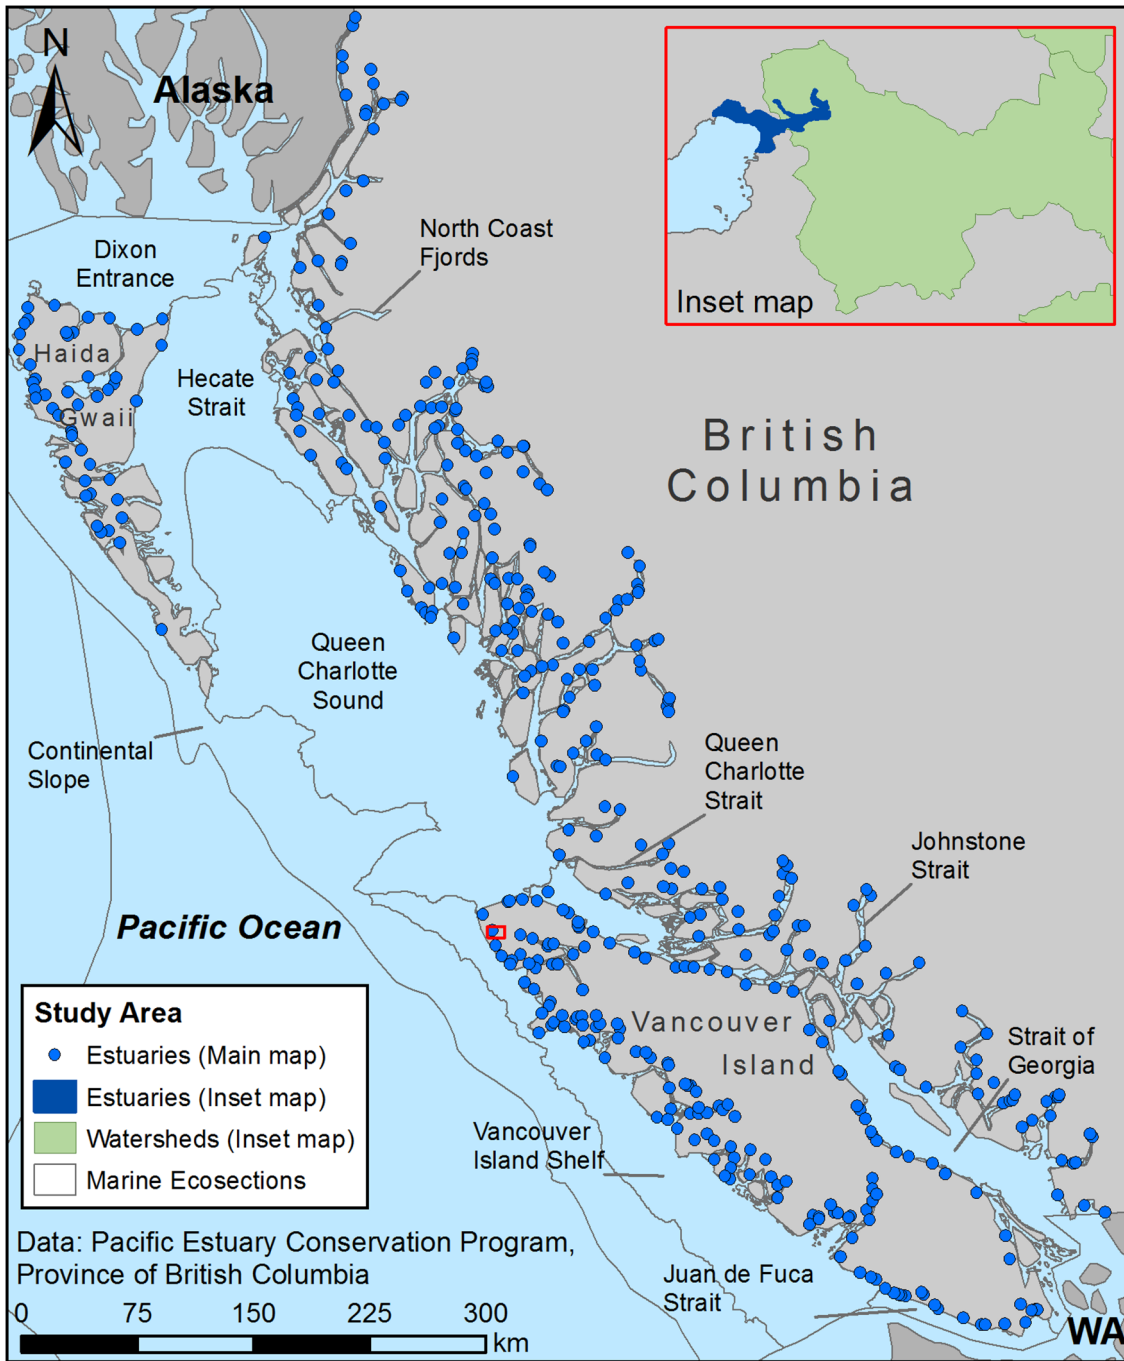 N
Alaska
Inset map
North Coast
Fjords
Dixon
Entrance
Haida
Gwaii
Hecate
Strait
British
Columbia
Queen
Charlotte
Sound
Continental
Slope
Queen
Charlotte
Strait
Johnstone
Strait
Pacific Ocean
Vancouver
Island
Strait of
Georgia
Vancouver
Island Shelf
Juan de Fuca
Strait
WA
Study Area
Estuaries (Main map)
Estuaries (Inset map)
Watersheds (Inset map)
Marine Ecosections
Data: Pacific Estuary Conservation Program,
Province of British Columbia
0 75 150 225 300
km